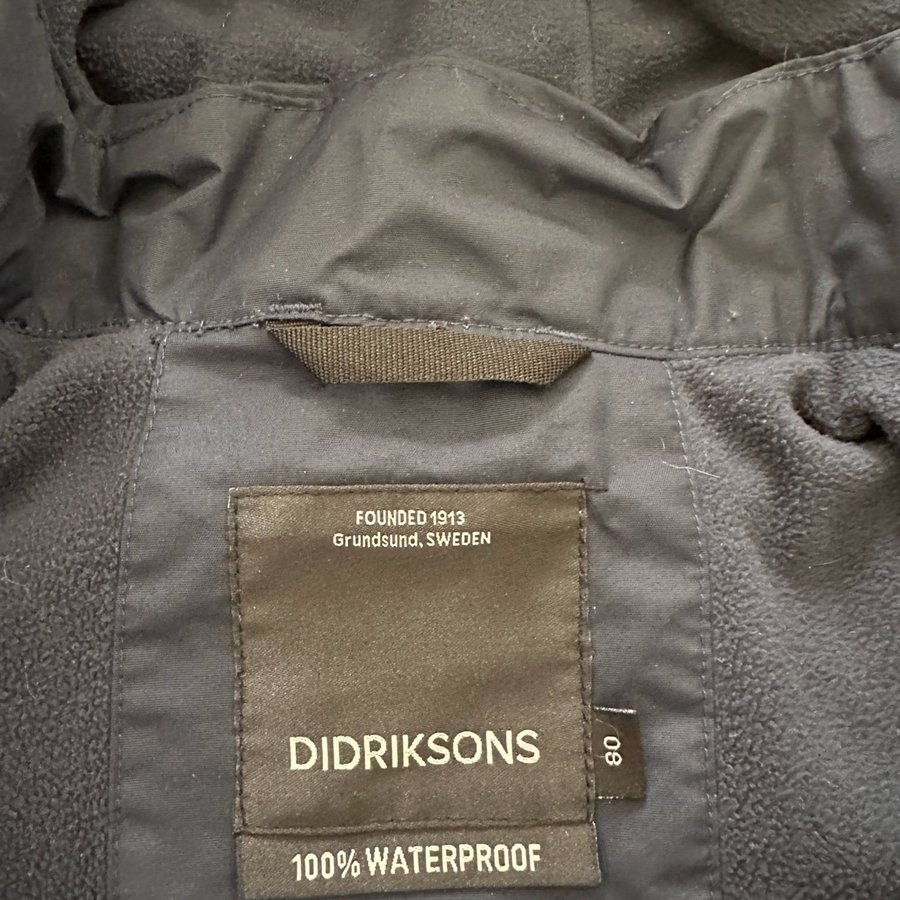 FOUNDED 1913
Grundsund, SWEDEN
DIDRIKSONS
80
100% WATERPROOF